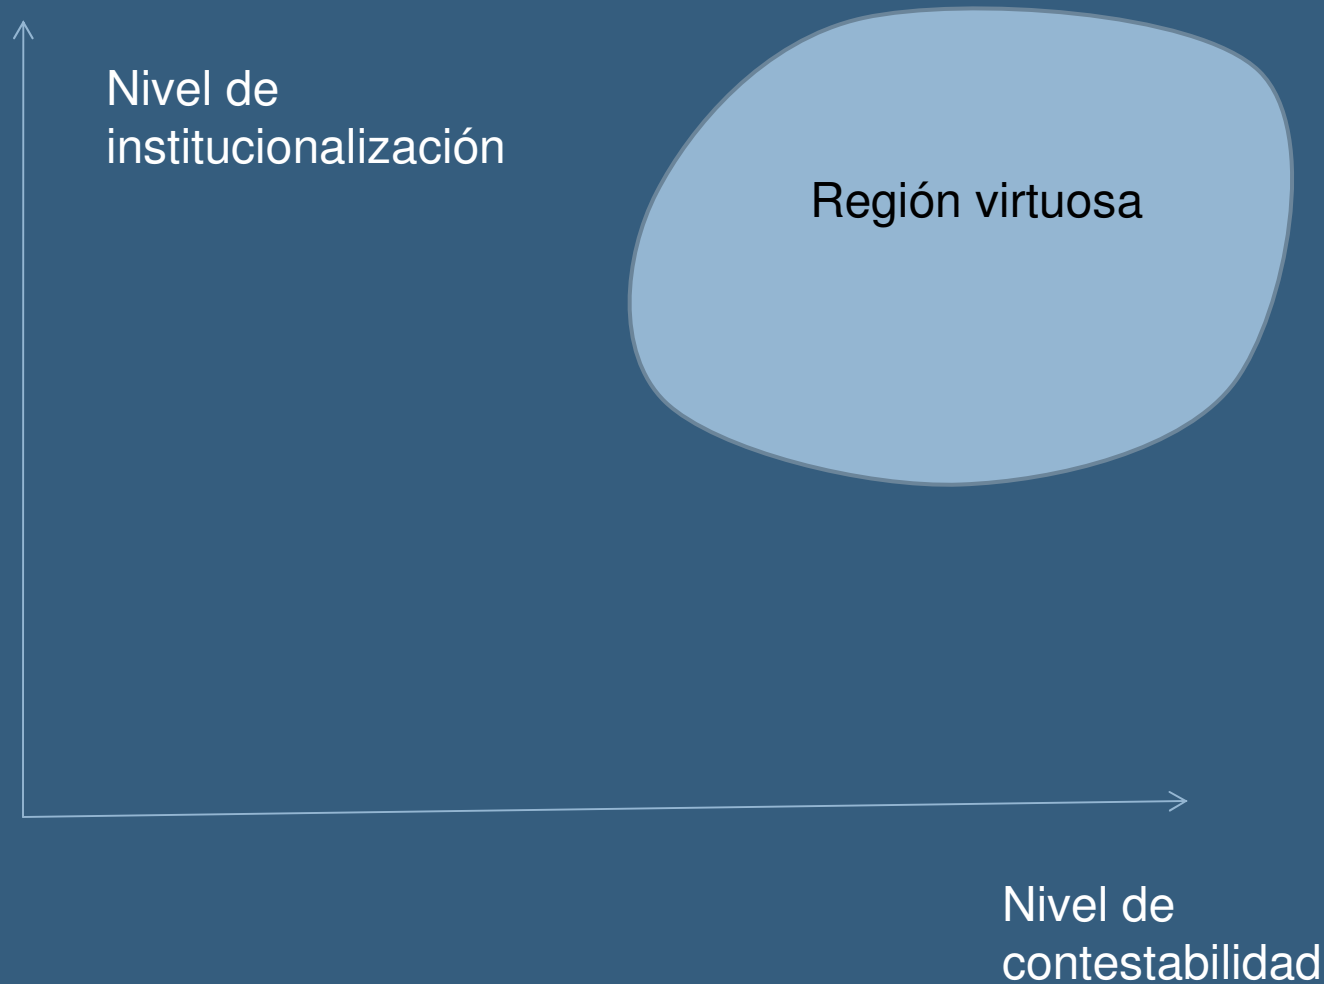 Nivel de
institucionalización
Región virtuosa
Nivel de
contestabilidad